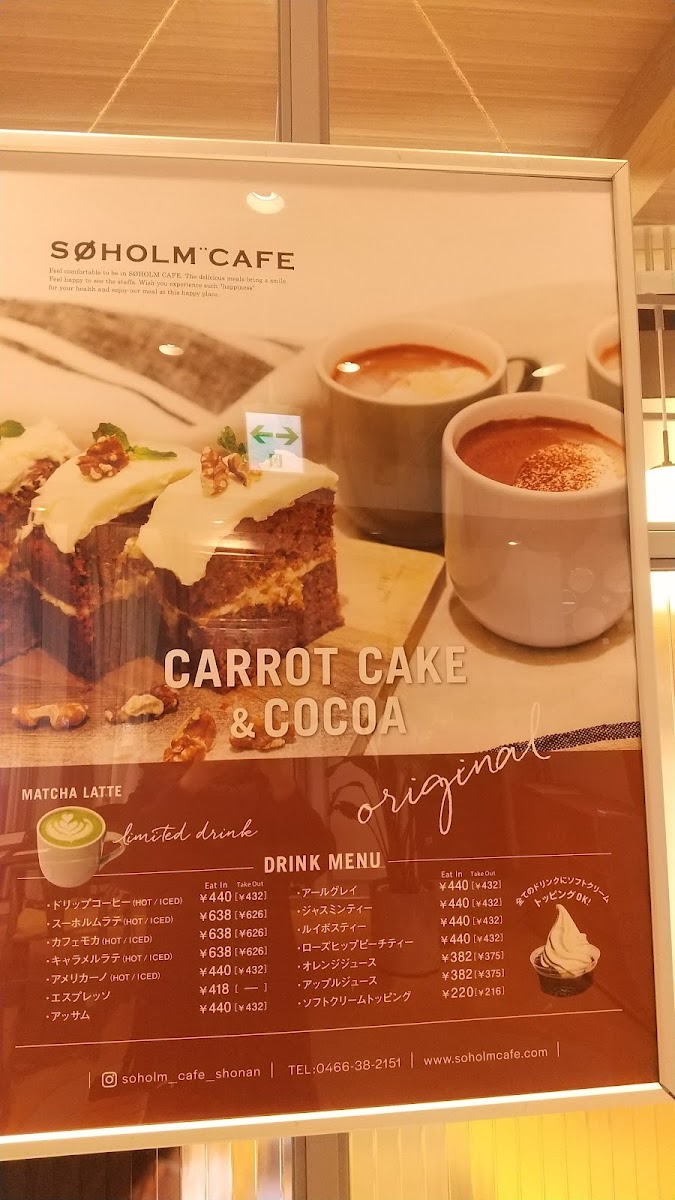 SØHOLM¨CAFE
Feel comfortable to be in SØHOLM CAFE. The delicious meals bring a smile.
Feel happy to see the staffs. Wish you experience such "happiness"
for your health and enjoy our meal at this happy place.
CARROT CAKE
& COCOA
original
MATCHA LATTE
limited drink
DRINK MENU
Eat In Take Out
・ドリップコーヒー(HOT / ICED) ¥440 [¥432]
・スーホルムラテ(HOT / ICED) ¥638 [¥626]
・カフェモカ(HOT / ICED) ¥638 [¥626]
・キャラメルラテ(HOT / ICED) ¥638 [¥626]
・アメリカーノ(HOT / ICED) ¥440 [¥432]
・エスプレッソ ¥418 [ — ]
・アッサム ¥440 [¥432]
Eat In Take Out
・アールグレイ ¥440 [¥432]
・ジャスミンティー ¥440 [¥432]
・ルイボスティー ¥440 [¥432]
・ローズヒップピーチティー ¥440 [¥432]
・オレンジジュース ¥382 [¥375]
・アップルジュース ¥382 [¥375]
・ソフトクリームトッピング ¥220 [¥216]
全てのドリンクにソフトクリーム
トッピングOK!
soholm_cafe_shonan | TEL:0466-38-2151 | www.soholmcafe.com